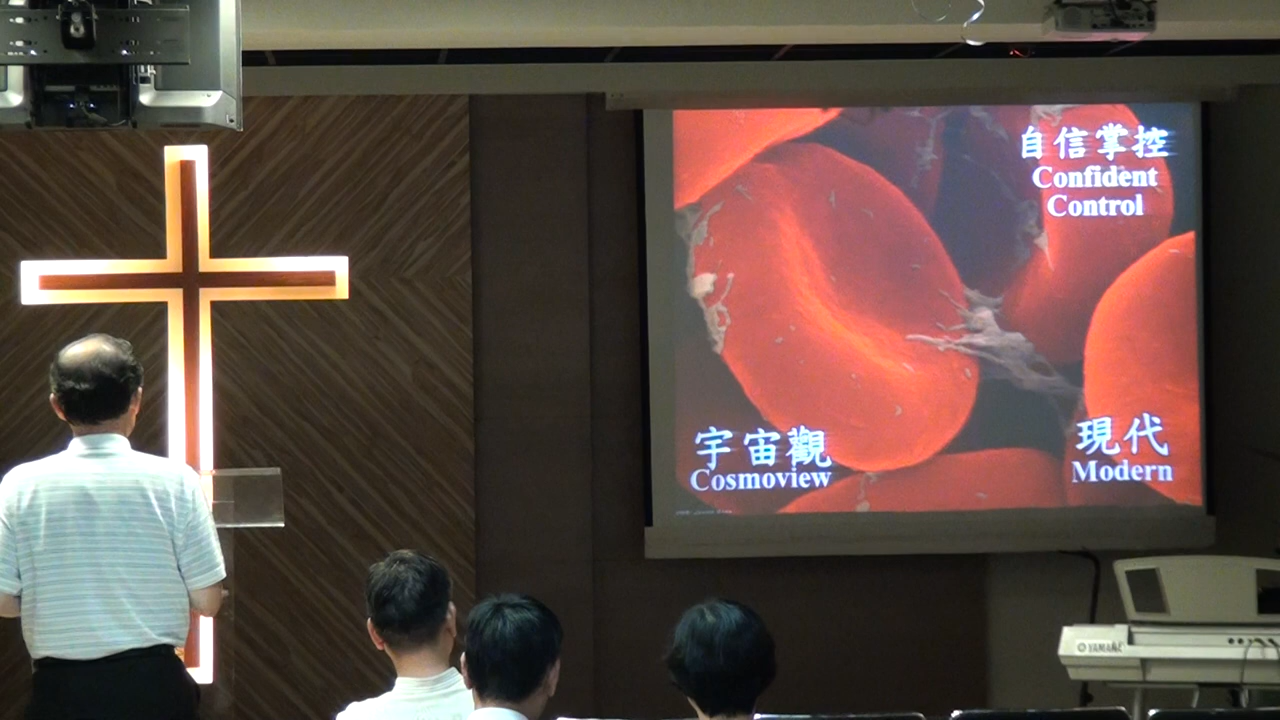 自信掌控
Confident
Control
宇宙觀
Cosmoview
現代
Modern
YAMAHA